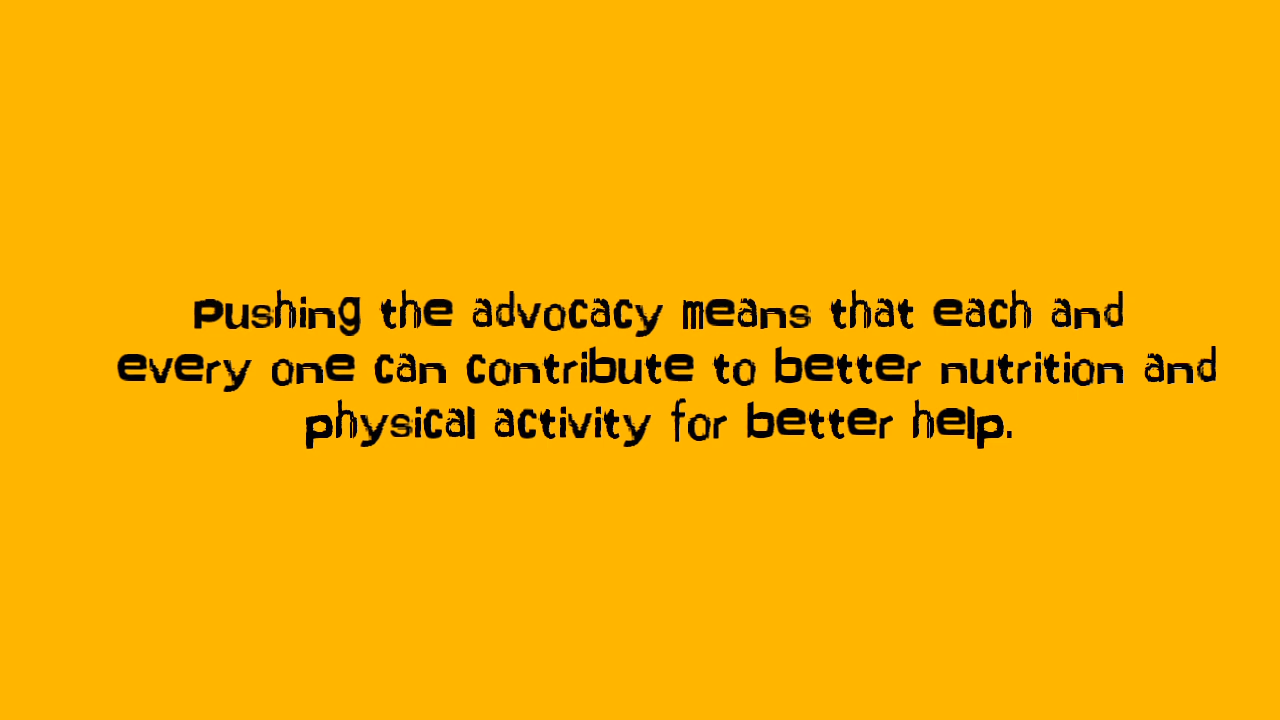 Pushing the advocacy means that each and
every one can contribute to better nutrition and
physical activity for better help.